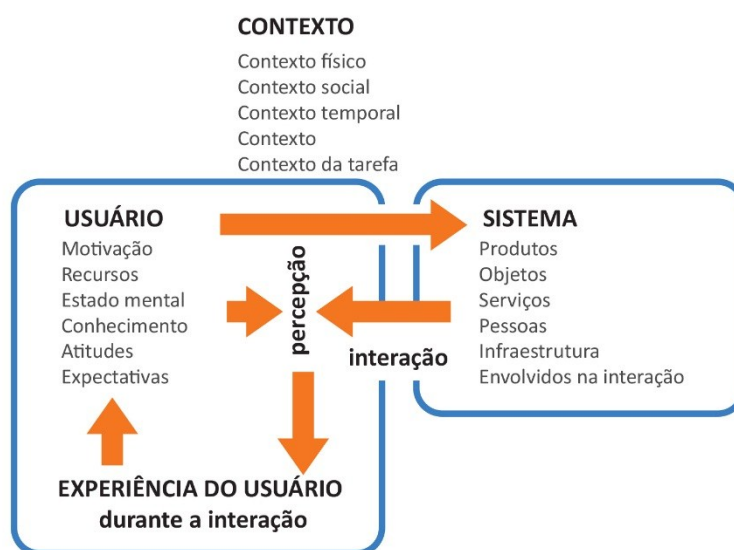 CONTEXTO
Contexto físico
Contexto social
Contexto temporal
Contexto
Contexto da tarefa
USUÁRIO
Motivação
Recursos
Estado mental
Conhecimento
Atitudes
Expectativas
percepção
interação
SISTEMA
Produtos
Objetos
Serviços
Pessoas
Infraestrutura
Envolvidos na interação
EXPERIÊNCIA DO USUÁRIO
durante a interação